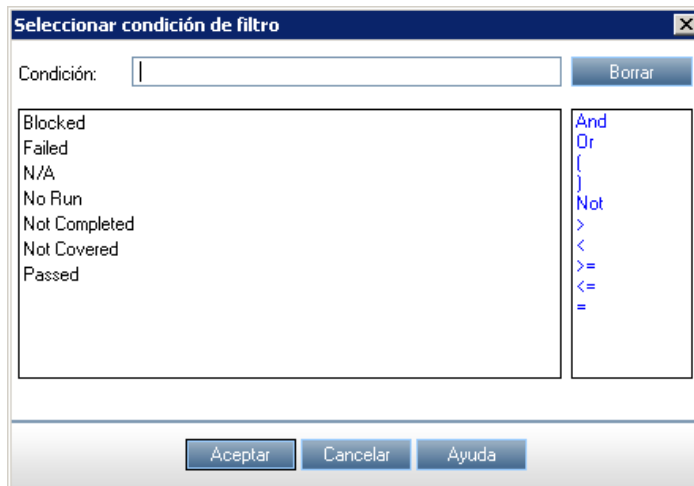 Seleccionar condición de filtro
Condición:
Borrar
Blocked
Failed
N/A
No Run
Not Completed
Not Covered
Passed
And
Or
(
)
Not
>
<
>=
<=
=
Aceptar
Cancelar
Ayuda